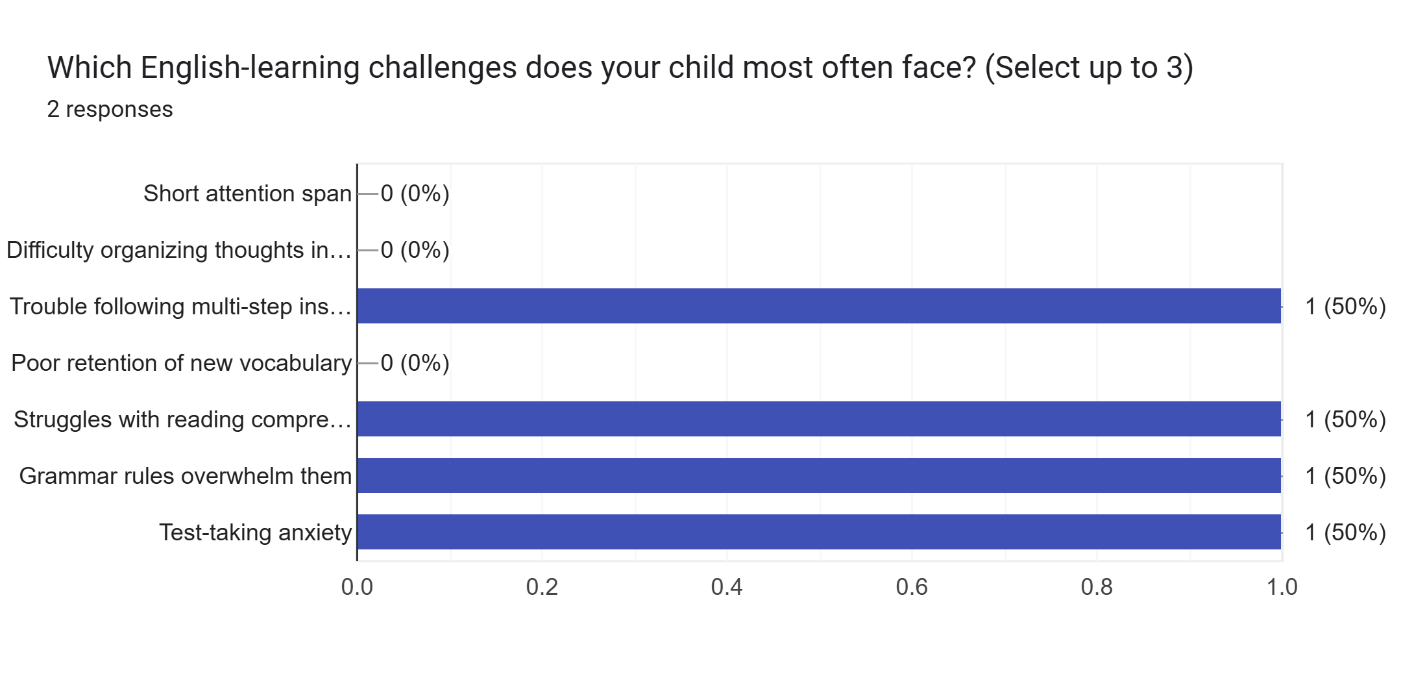 Which English-learning challenges does your child most often face? (Select up to 3)
2 responses
Short attention span 0 (0%)
Difficulty organizing thoughts in… 0 (0%)
Trouble following multi-step ins… 1 (50%)
Poor retention of new vocabulary 0 (0%)
Struggles with reading compre… 1 (50%)
Grammar rules overwhelm them 1 (50%)
Test-taking anxiety 1 (50%)
0.0 0.2 0.4 0.6 0.8 1.0